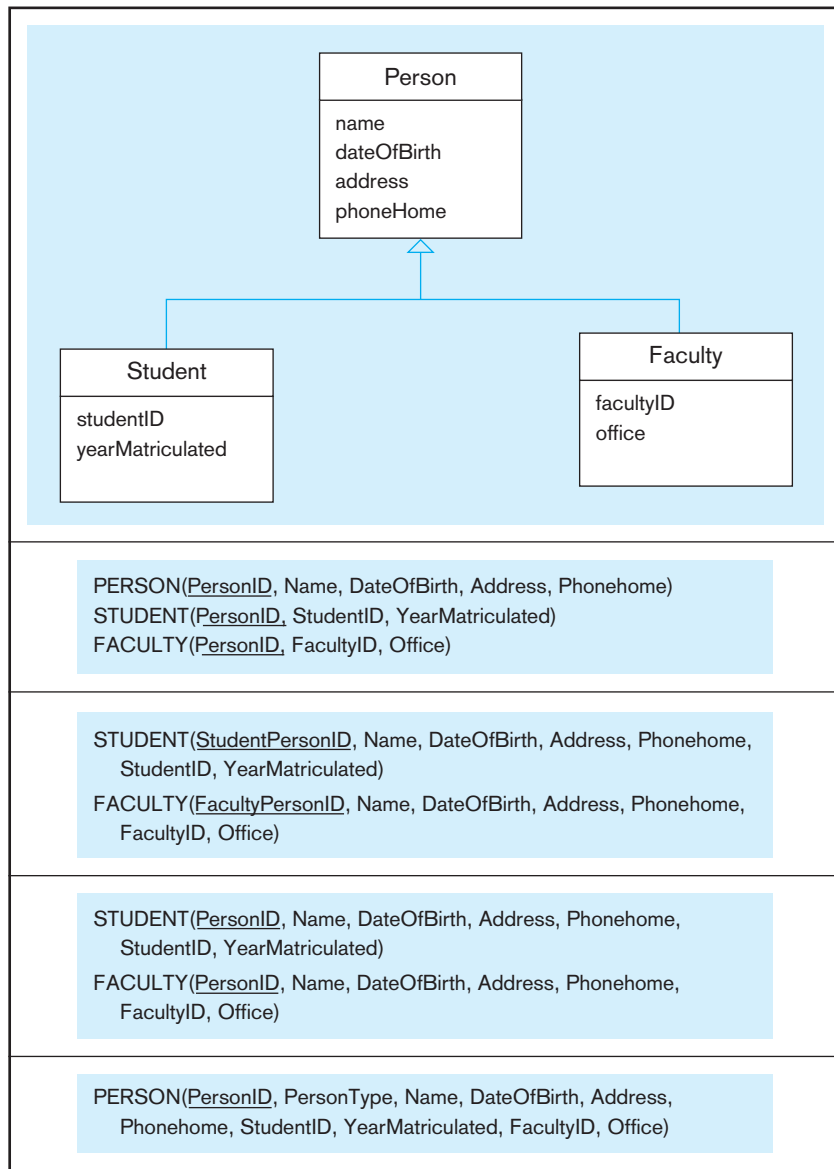 Person
name
dateOfBirth
address
phoneHome
Student
studentID
yearMatriculated
Faculty
facultyID
office
PERSON(PersonID, Name, DateOfBirth, Address, Phonehome)
STUDENT(PersonID, StudentID, YearMatriculated)
FACULTY(PersonID, FacultyID, Office)
STUDENT(StudentPersonID, Name, DateOfBirth, Address, Phonehome,
StudentID, YearMatriculated)
FACULTY(FacultyPersonID, Name, DateOfBirth, Address, Phonehome,
FacultyID, Office)
STUDENT(PersonID, Name, DateOfBirth, Address, Phonehome,
StudentID, YearMatriculated)
FACULTY(PersonID, Name, DateOfBirth, Address, Phonehome,
FacultyID, Office)
PERSON(PersonID, PersonType, Name, DateOfBirth, Address,
Phonehome, StudentID, YearMatriculated, FacultyID, Office)